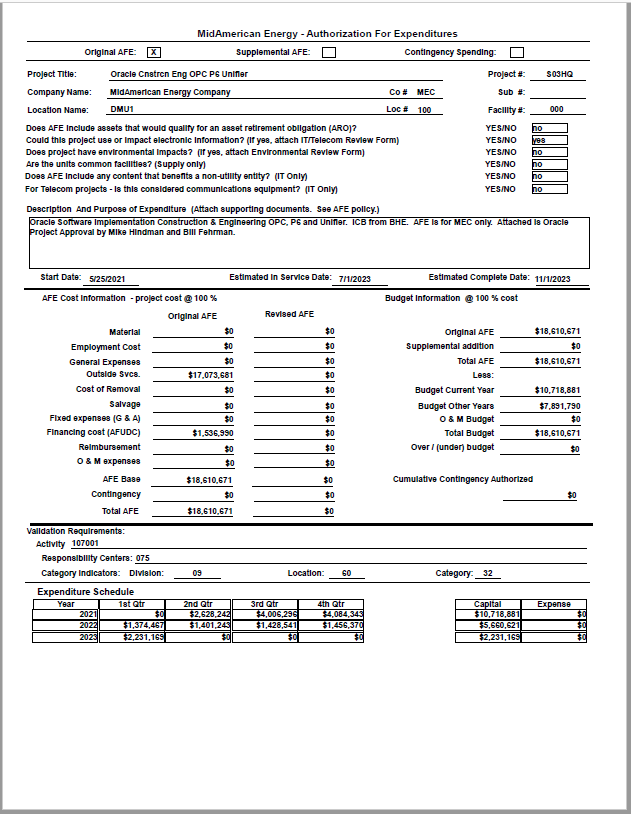 MidAmerican Energy - Authorization For Expenditures
Original AFE: X Supplemental AFE: Contingency Spending:
Project Title: Oracle Cnstrcn Eng OPC P6 Unifier Project #: S03HQ
Company Name: MidAmerican Energy Company Co # MEC Sub #:
Location Name: DMU1 Loc # 100 Facility #: 000
Does AFE include assets that would qualify for an asset retirement obligation (ARO)? YES/NO no
Could this project use or impact electronic information? (If yes, attach IT/Telecom Review Form) YES/NO yes
Does project have environmental impacts? (If yes, attach Environmental Review Form) YES/NO no
Are the units common facilities? (Supply only) YES/NO no
Does AFE include any content that benefits a non-utility entity? (IT Only) YES/NO no
For Telecom projects - is this considered communications equipment? (IT Only) YES/NO no
Description And Purpose of Expenditure (Attach supporting documents. See AFE policy.)
Oracle Software Implementation Construction & Engineering OPC, P6 and Unifier. ICB from BHE. AFE is for MEC only. Attached is Oracle
Project Approval by Mike Hindman and Bill Fehrman.
Start Date: 5/25/2021 Estimated In Service Date: 7/1/2023 Estimated Complete Date: 11/1/2023
AFE Cost Information - project cost @ 100 % Budget Information @ 100 % cost
Original AFE Revised AFE
Material $0 $0 Original AFE $18,610,671
Employment Cost $0 $0 Supplemental addition $0
General Expenses $0 $0 Total AFE $18,610,671
Outside Svcs. $17,073,681 $0 Less:
Cost of Removal $0 $0 Budget Current Year $10,718,881
Salvage $0 $0 Budget Other Years $7,891,790
Fixed expenses (G & A) $0 $0 O & M Budget $0
Financing cost (AFUDC) $1,536,990 $0 Total Budget $18,610,671
Reimbursement $0 $0 Over / (under) budget $0
O & M expenses $0 $0
AFE Base $18,610,671 $0 Cumulative Contingency Authorized
Contingency $0 $0 $0
Total AFE $18,610,671 $0
Validation Requirements:
Activity 107001
Responsibility Centers: 075
Category Indicators: Division: 09 Location: 60 Category: 32
Expenditure Schedule
Year 1st Qtr 2nd Qtr 3rd Qtr 4th Qtr Capital Expense
2021 $0 $2,628,242 $4,006,296 $4,084,343 $10,718,881 $0
2022 $1,374,467 $1,401,243 $1,428,541 $1,456,370 $5,660,621 $0
2023 $2,231,169 $0 $0 $0 $2,231,169 $0